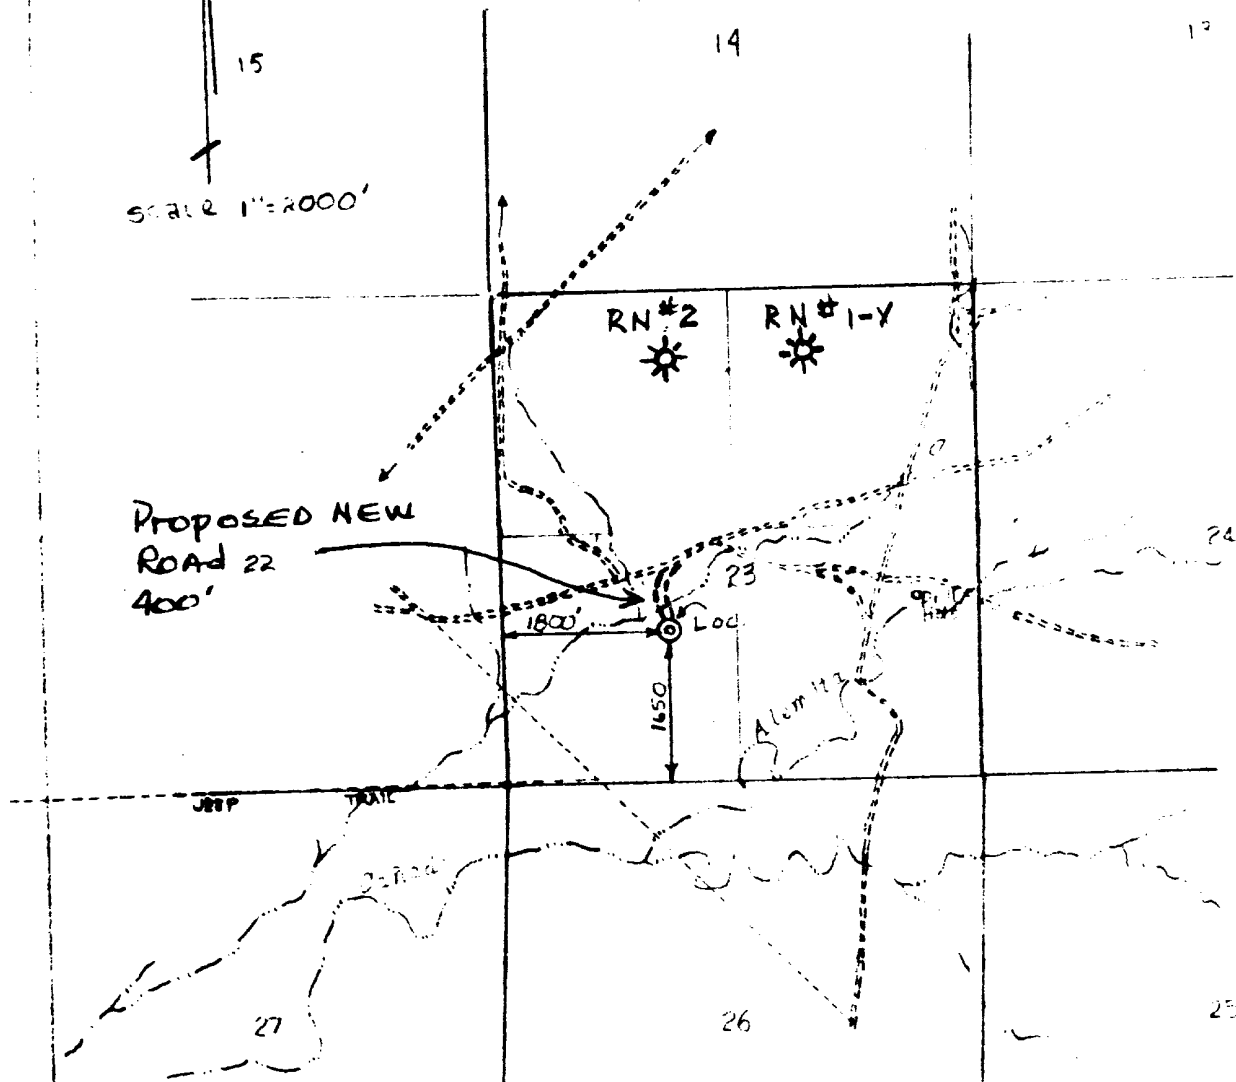 14
15
scale 1"=2000'
RN #2
RN #1-Y
Proposed New
Road 22
400'
24
23
1800'
Loc
1650
Alamito
JEEP TRAIL
27
26
25